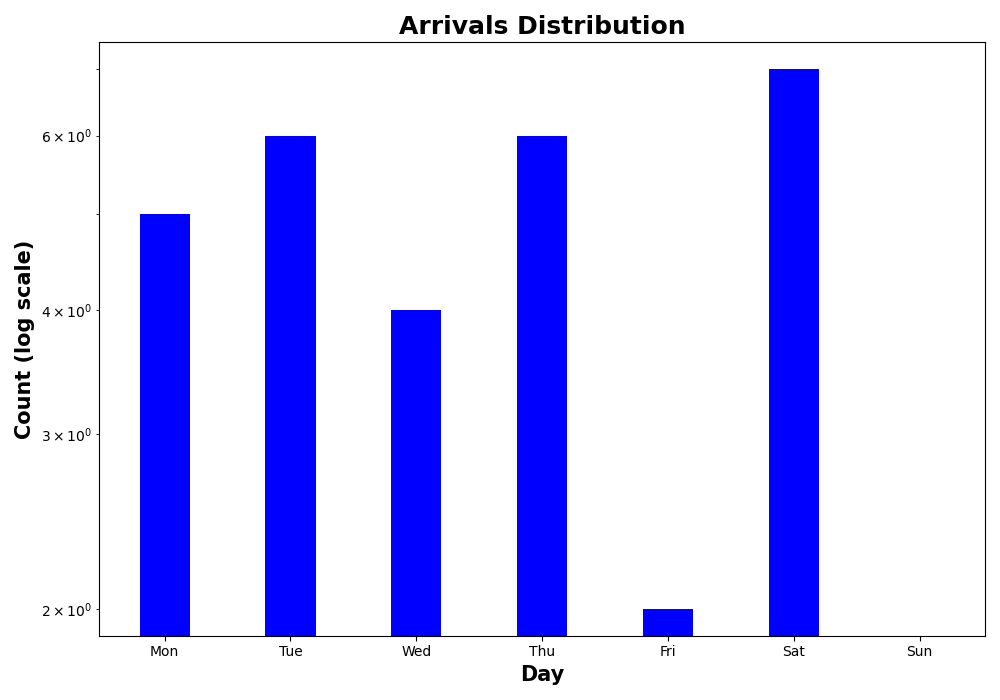 Arrivals Distribution
6 × 10⁰
4 × 10⁰
3 × 10⁰
2 × 10⁰
Count (log scale)
Mon Tue Wed Thu Fri Sat Sun
Day